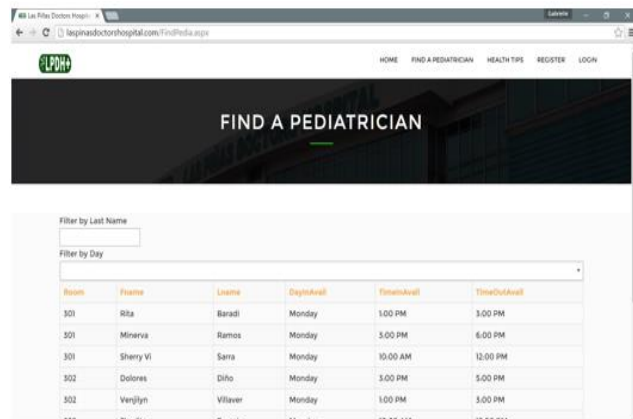 Las Piñas Doctors Hospit
Gabriele
laspinasdoctorshospital.com/FindPedia.aspx
LPDH+
HOME FIND A PEDIATRICIAN HEALTH TIPS REGISTER LOGIN
LAS PIÑAS DOCTORS HOSPITAL
FIND A PEDIATRICIAN
Filter by Last Name
Filter by Day
Room Fname Lname DayInAvail TimeInAvail TimeOutAvail
301 Rita Baradi Monday 1:00 PM 3:00 PM
301 Minerva Ramos Monday 3:00 PM 6:00 PM
301 Sherry Vi Sarra Monday 10:00 AM 12:00 PM
302 Dolores Diño Monday 3:00 PM 5:00 PM
302 Venjilyn Villaver Monday 1:00 PM 3:00 PM